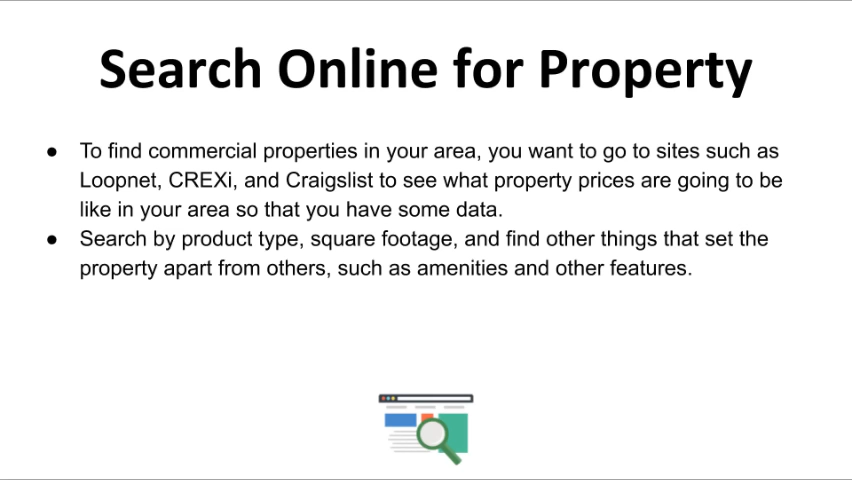 Search Online for Property
● To find commercial properties in your area, you want to go to sites such as
Loopnet, CREXi, and Craigslist to see what property prices are going to be
like in your area so that you have some data.
● Search by product type, square footage, and find other things that set the
property apart from others, such as amenities and other features.